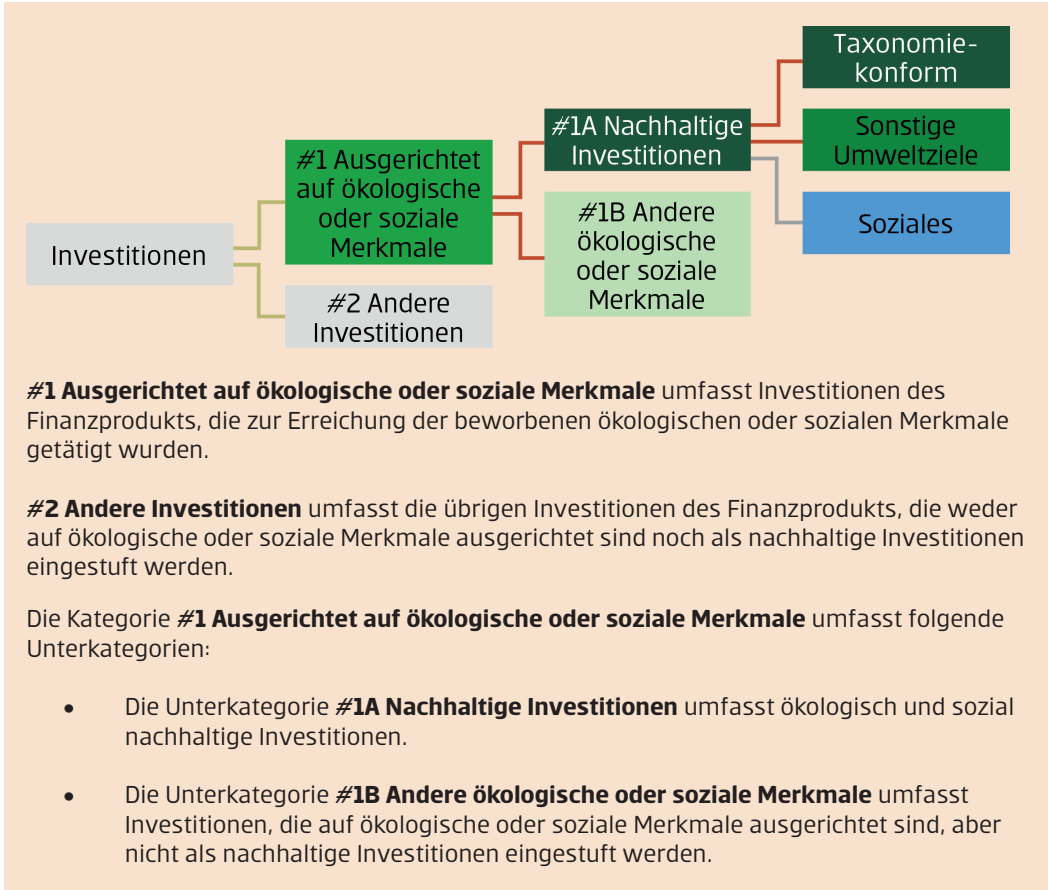 Taxonomie-
konform
#1A Nachhaltige
Investitionen
Sonstige
Umweltziele
#1 Ausgerichtet
auf ökologische
oder soziale
Merkmale
#1B Andere
ökologische
oder soziale
Merkmale
Soziales
Investitionen
#2 Andere
Investitionen
#1 Ausgerichtet auf ökologische oder soziale Merkmale umfasst Investitionen des
Finanzprodukts, die zur Erreichung der beworbenen ökologischen oder sozialen Merkmale
getätigt wurden.
#2 Andere Investitionen umfasst die übrigen Investitionen des Finanzprodukts, die weder
auf ökologische oder soziale Merkmale ausgerichtet sind noch als nachhaltige Investitionen
eingestuft werden.
Die Kategorie #1 Ausgerichtet auf ökologische oder soziale Merkmale umfasst folgende
Unterkategorien:
• Die Unterkategorie #1A Nachhaltige Investitionen umfasst ökologisch und sozial
nachhaltige Investitionen.
• Die Unterkategorie #1B Andere ökologische oder soziale Merkmale umfasst
Investitionen, die auf ökologische oder soziale Merkmale ausgerichtet sind, aber
nicht als nachhaltige Investitionen eingestuft werden.